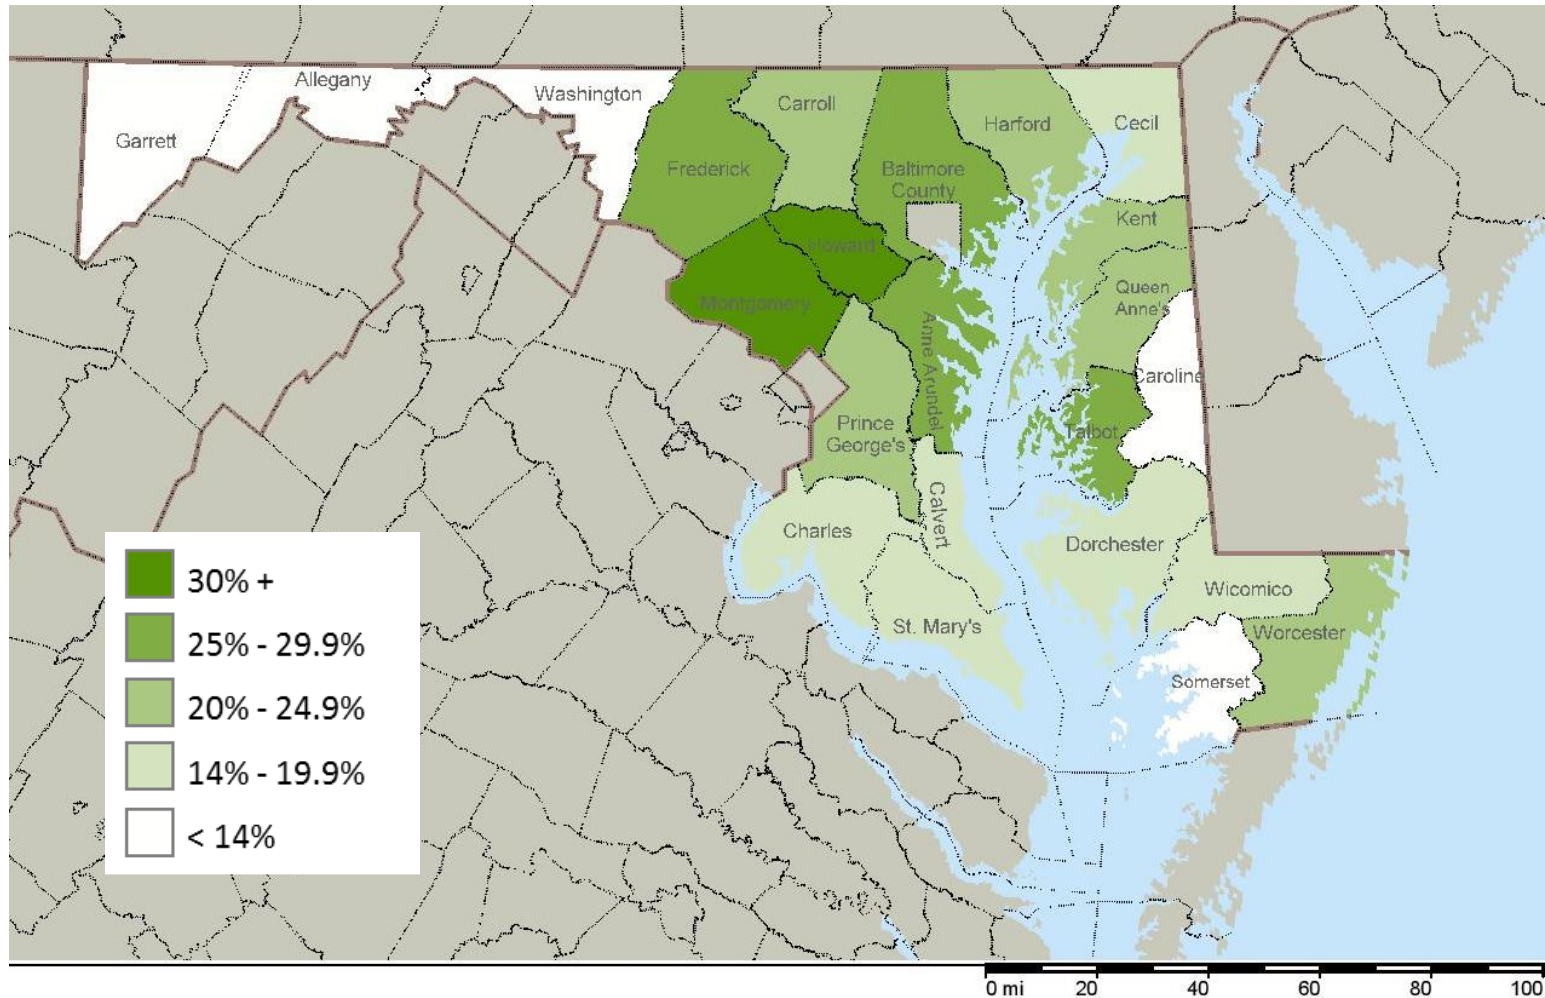 Allegany
Washington
Garrett
Carroll
Harford
Cecil
Frederick
Baltimore
County
Kent
Howard
Queen
Anne's
Montgomery
Anne Arundel
Caroline
Prince
George's
Talbot
Calvert
Charles
Dorchester
Wicomico
St. Mary's
Worcester
Somerset
30% +
25% - 29.9%
20% - 24.9%
14% - 19.9%
< 14%
0 mi 20 40 60 80 100